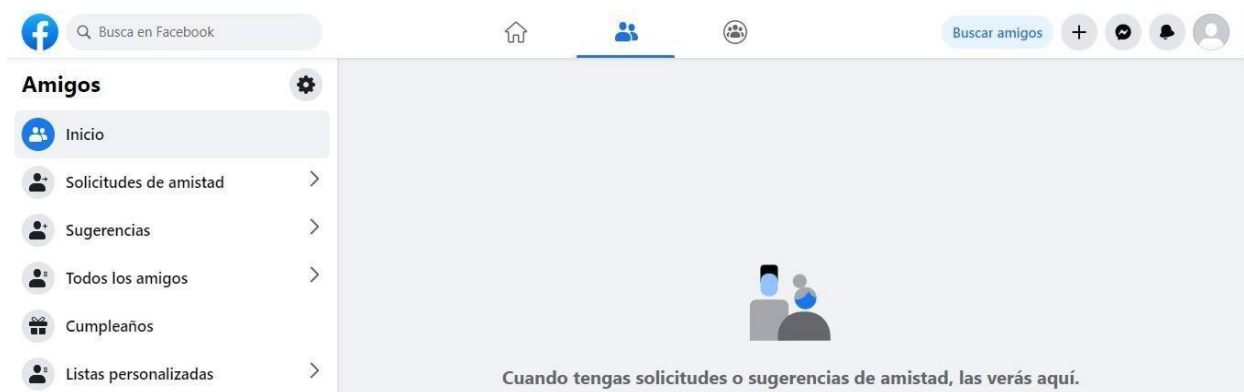 Busca en Facebook
Buscar amigos
Amigos
Inicio
Solicitudes de amistad
Sugerencias
Todos los amigos
Cumpleaños
Listas personalizadas
Cuando tengas solicitudes o sugerencias de amistad, las verás aquí.